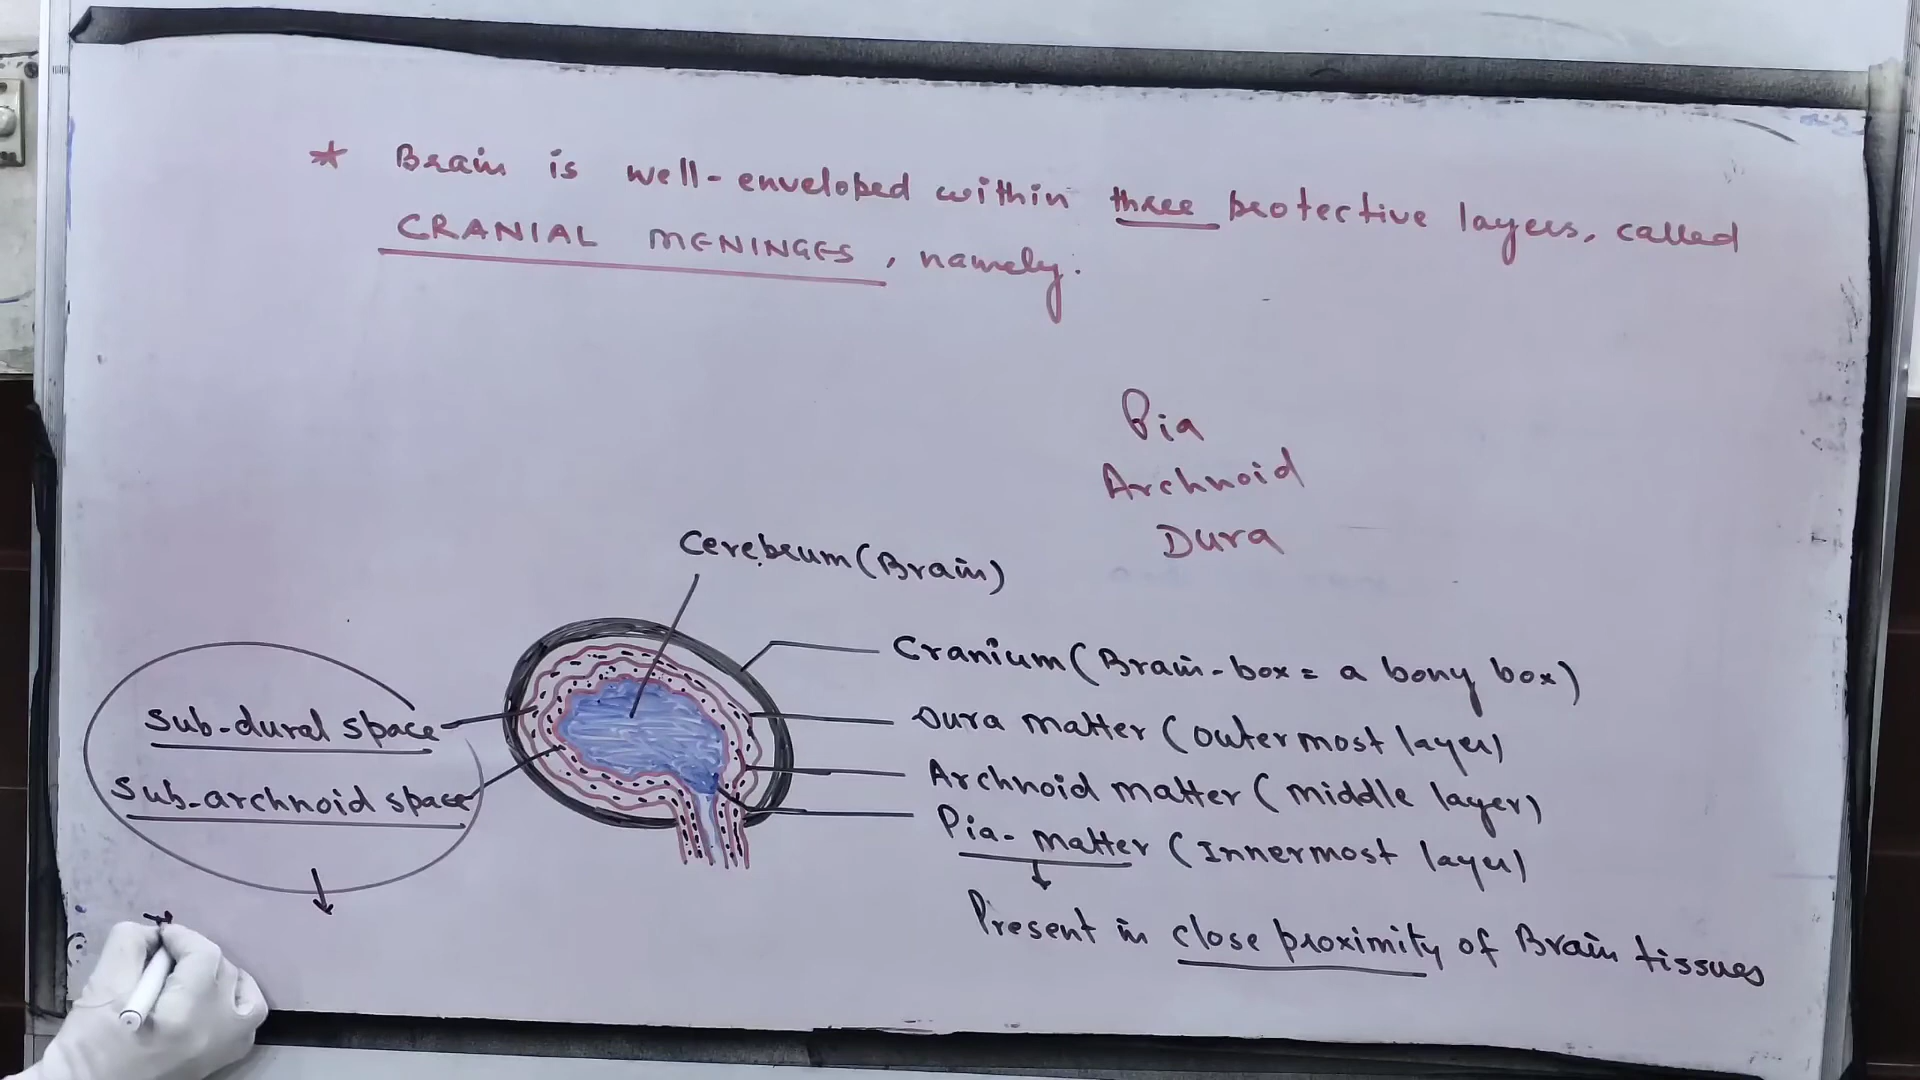 * Brain is well-enveloped within three protective layers, called
CRANIAL MENINGES, namely.
Pia
Archnoid
Dura
Cerebrum (Brain)
Cranium (Brain-box = a bony box)
Dura matter (Outermost layer)
Archnoid matter (middle layer)
Pia-matter (Innermost layer)
Present in close proximity of Brain tissues
Sub-dural space
Sub-archnoid space